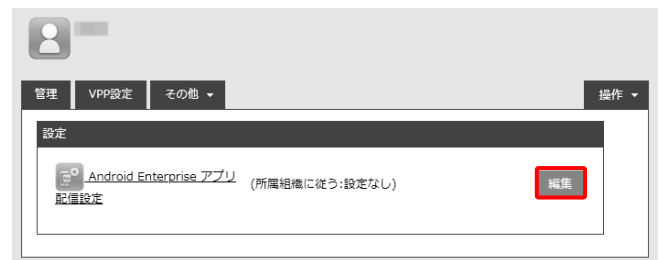 管理 VPP設定 その他 操作
設定
Android Enterprise アプリ
配信設定
(所属組織に従う:設定なし)
編集